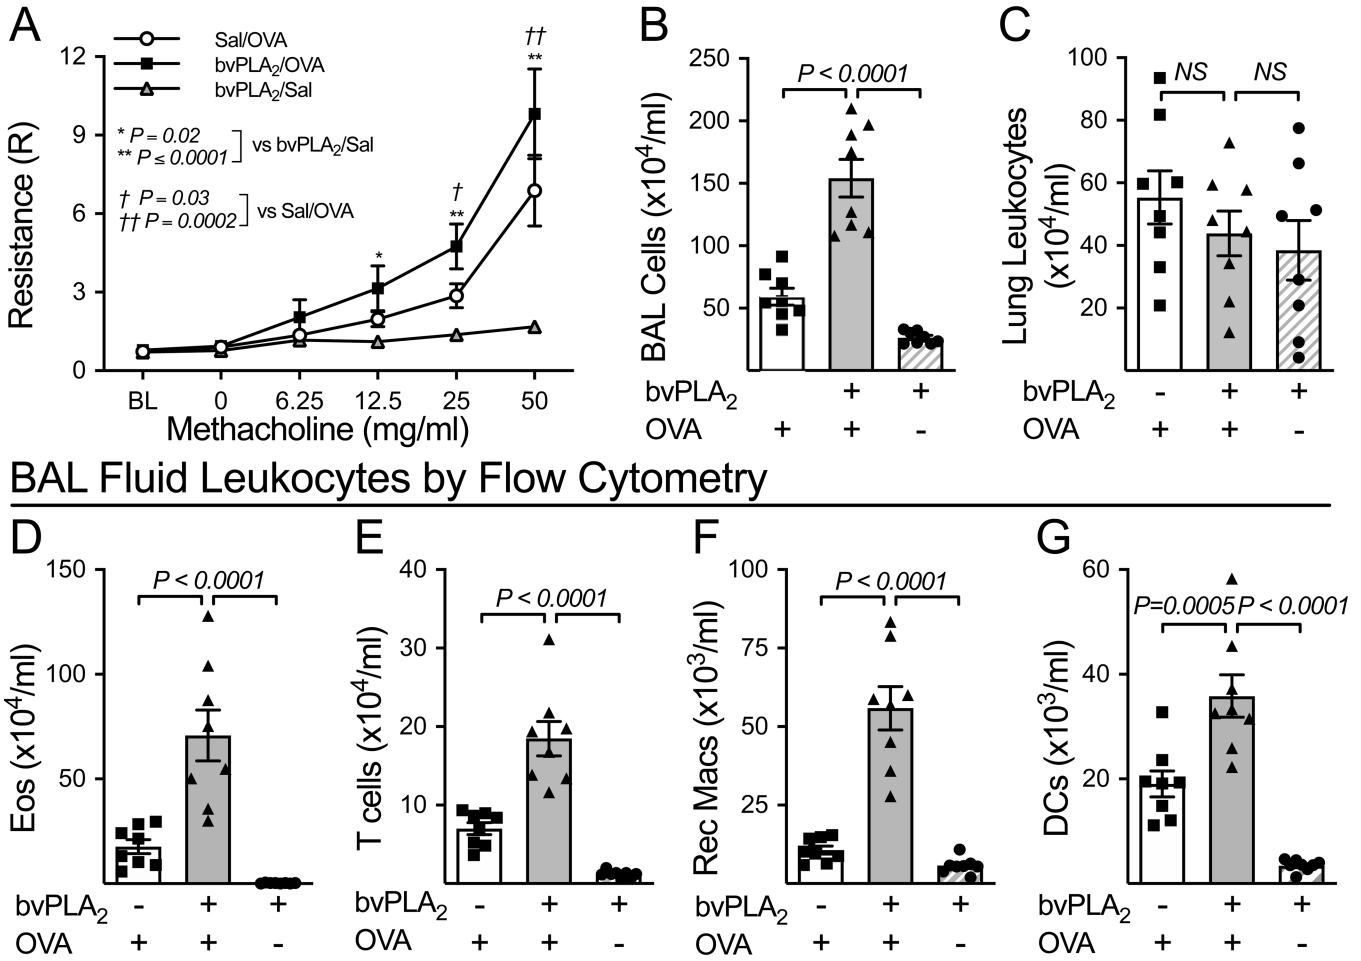 A
Sal/OVA
bvPLA₂/OVA
bvPLA₂/Sal
* P = 0.02
** P ≤ 0.0001
vs bvPLA₂/Sal
† P = 0.03
†† P = 0.0002
vs Sal/OVA
*
†
**
††
**
Resistance (R)
12
9
6
3
0
BL 0 6.25 12.5 25 50
Methacholine (mg/ml)
B
P < 0.0001
BAL Cells (x10⁴/ml)
250
200
150
100
50
bvPLA₂ + +
OVA + + -
C
NS NS
Lung Leukocytes
(x10⁴/ml)
100
80
60
40
20
bvPLA₂ - + +
OVA + + -
BAL Fluid Leukocytes by Flow Cytometry
D
P < 0.0001
Eos (x10⁴/ml)
150
100
50
bvPLA₂ - + +
OVA + + -
E
P < 0.0001
T cells (x10⁴/ml)
40
30
20
10
bvPLA₂ - + +
OVA + + -
F
P < 0.0001
Rec Macs (x10³/ml)
100
75
50
25
bvPLA₂ - + +
OVA + + -
G
P=0.0005 P < 0.0001
DCs (x10³/ml)
60
40
20
bvPLA₂ - + +
OVA + + -